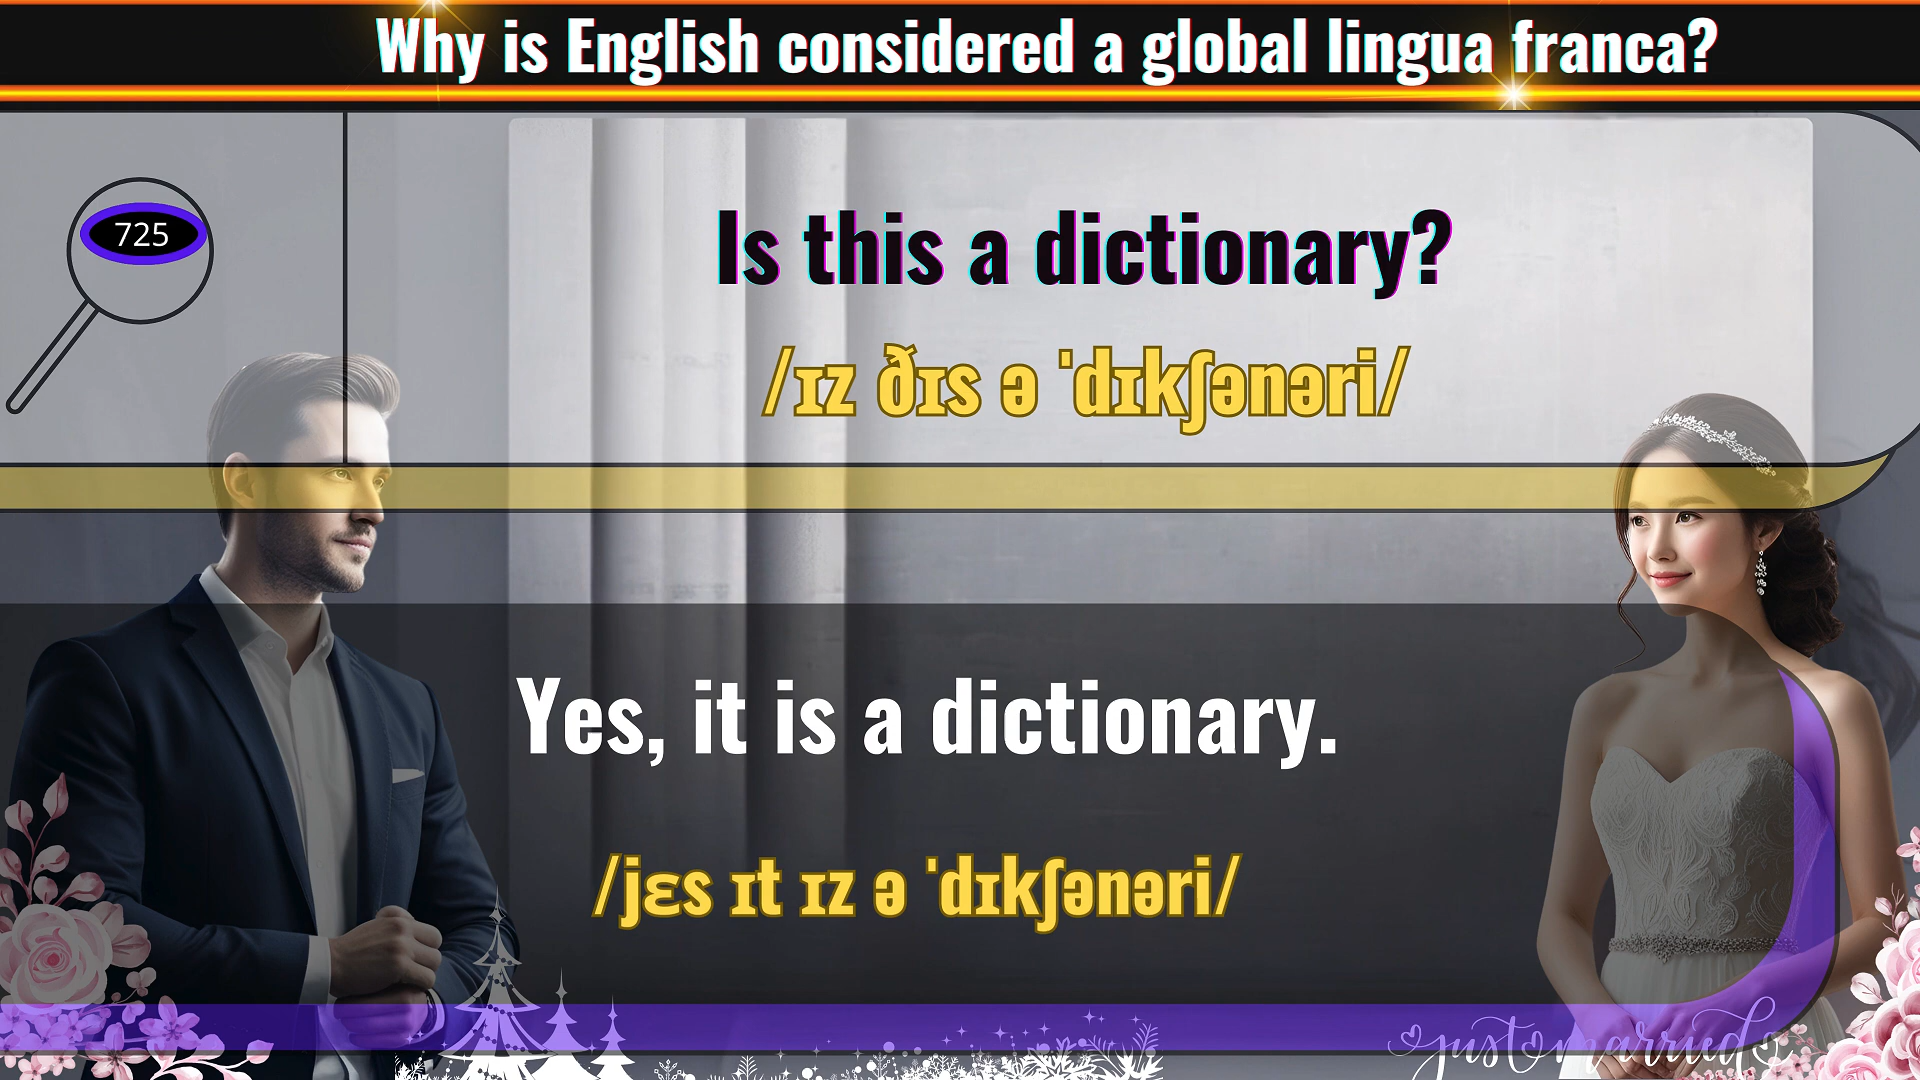 Why is English considered a global lingua franca?
725
Is this a dictionary?
/ɪz ðɪs ə ˈdɪkʃənəri/
Yes, it is a dictionary.
/jɛs ɪt ɪz ə ˈdɪkʃənəri/
just married